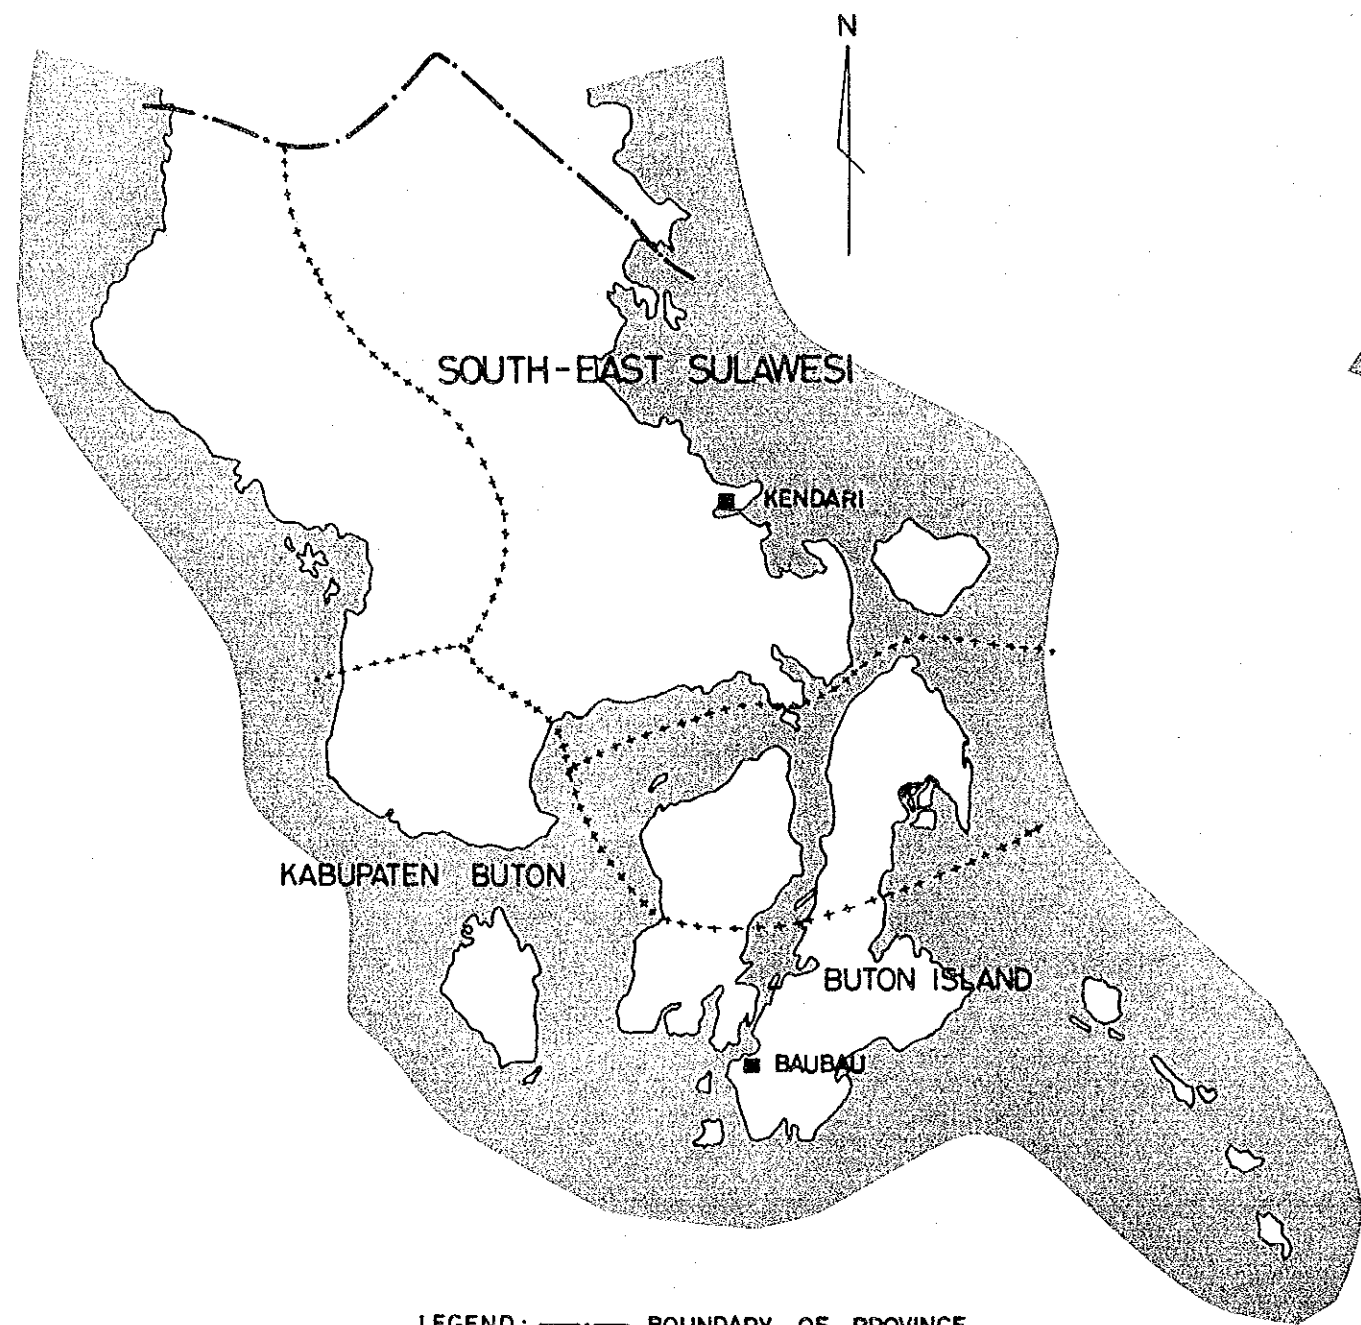 N
SOUTH-EAST SULAWESI
KENDARI
KABUPATEN BUTON
BUTON ISLAND
BAUBAU
LEGEND: BOUNDARY OF PROVINCE